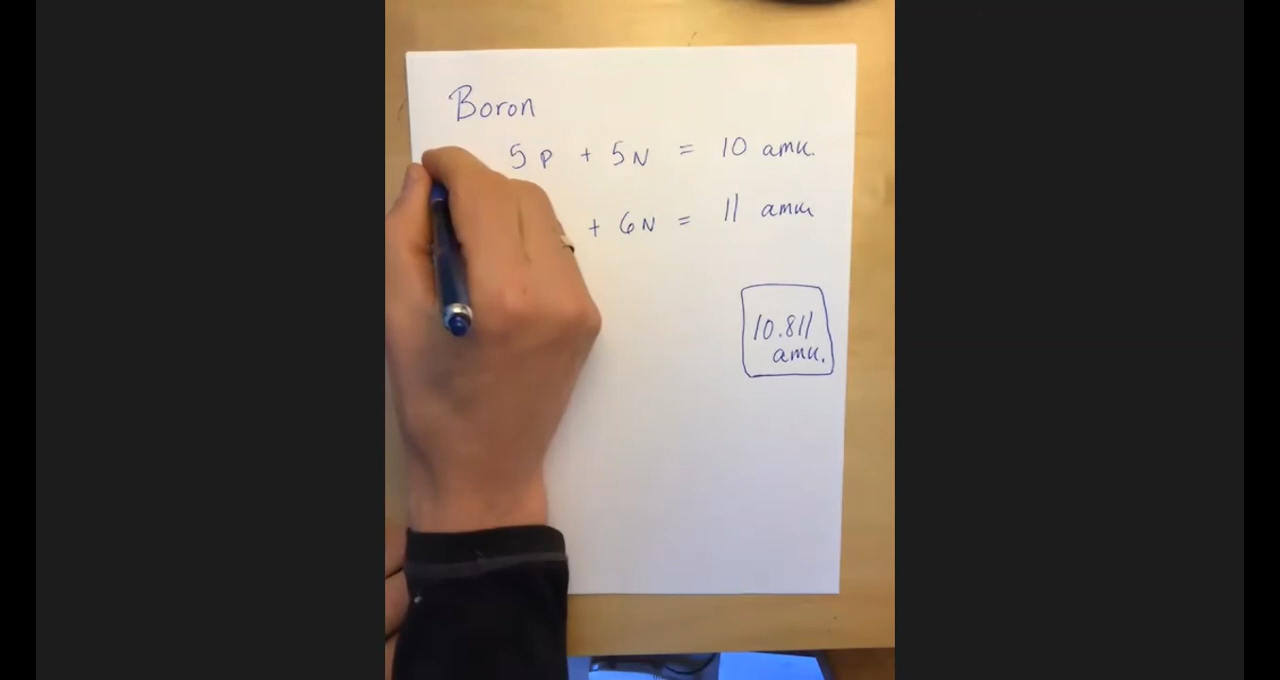 Boron
5 P + 5 N = 10 amu.
+ 6 N = 11 amu
10.811
amu.